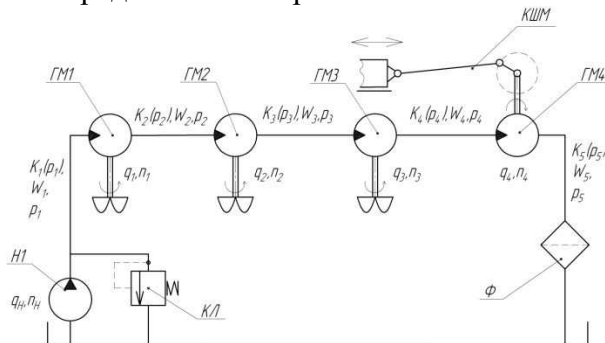 КШМ
ГМ1
ГМ2
ГМ3
ГМ4
K₂(p₂),W₂,p₂
K₃(p₃),W₃,p₃
K₄(p₄),W₄,p₄
K₁(p₁),
W₁,
p₁
K₅(p₅),
W₅,
p₅
q₁,n₁
q₂,n₂
q₃,n₃
q₄,n₄
Н1
qн,nн
КЛ
Ф